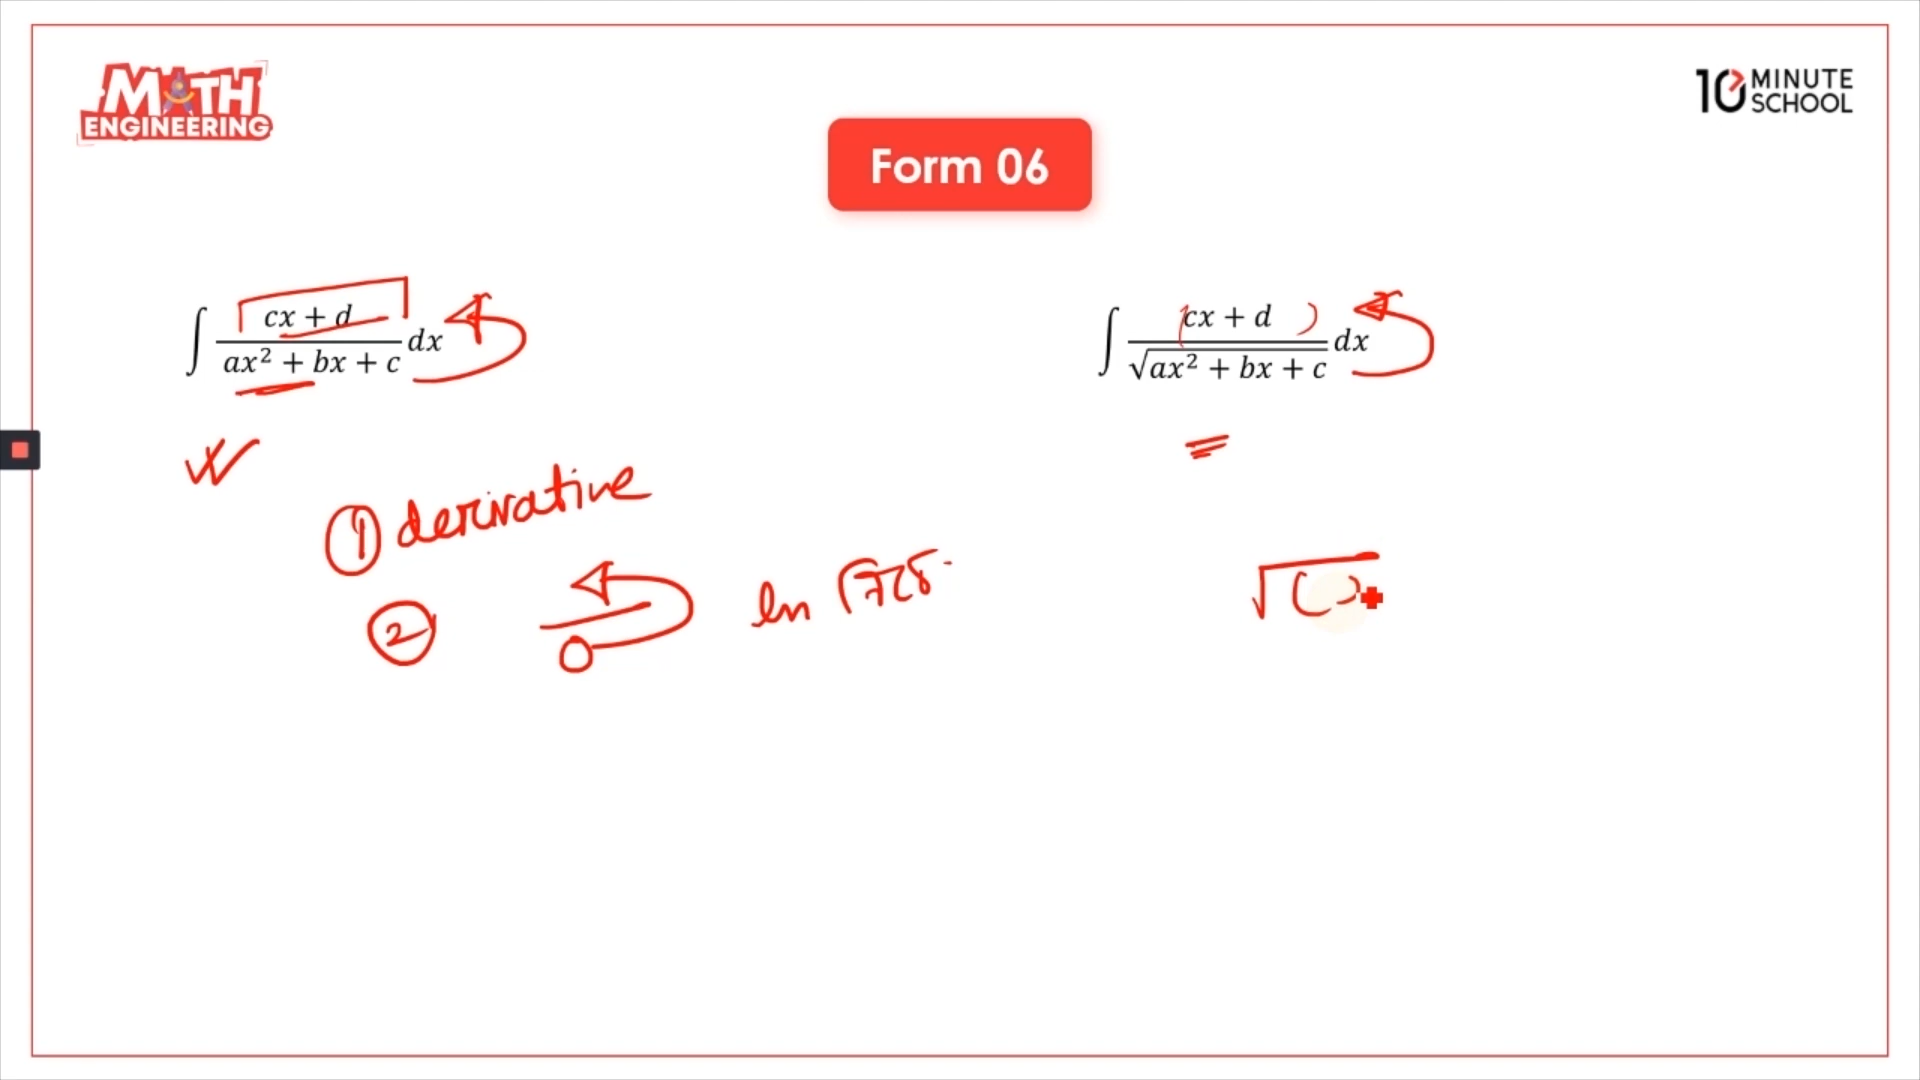 MATH
ENGINEERING
10 MINUTE
SCHOOL
Form 06
∫ (cx + d)/(ax² + bx + c) dx
∫ (cx + d)/√(ax² + bx + c) dx
① derivative
② ln
√( )